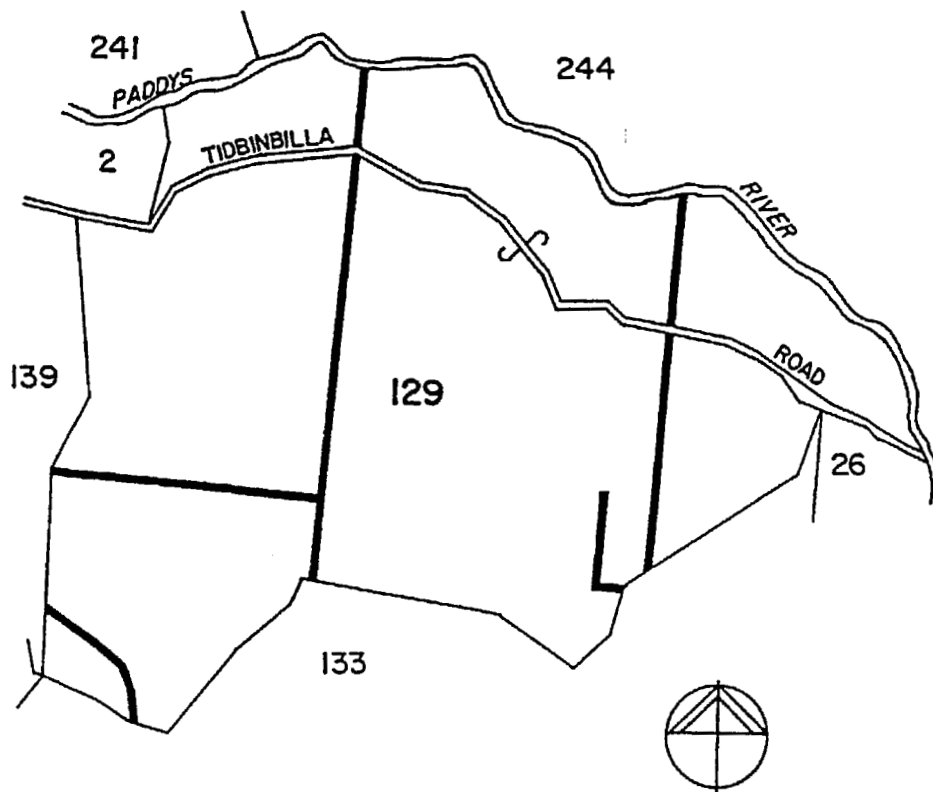 241
244
PADDYS
2
TIDBINBILLA
RIVER
139
129
ROAD
26
133